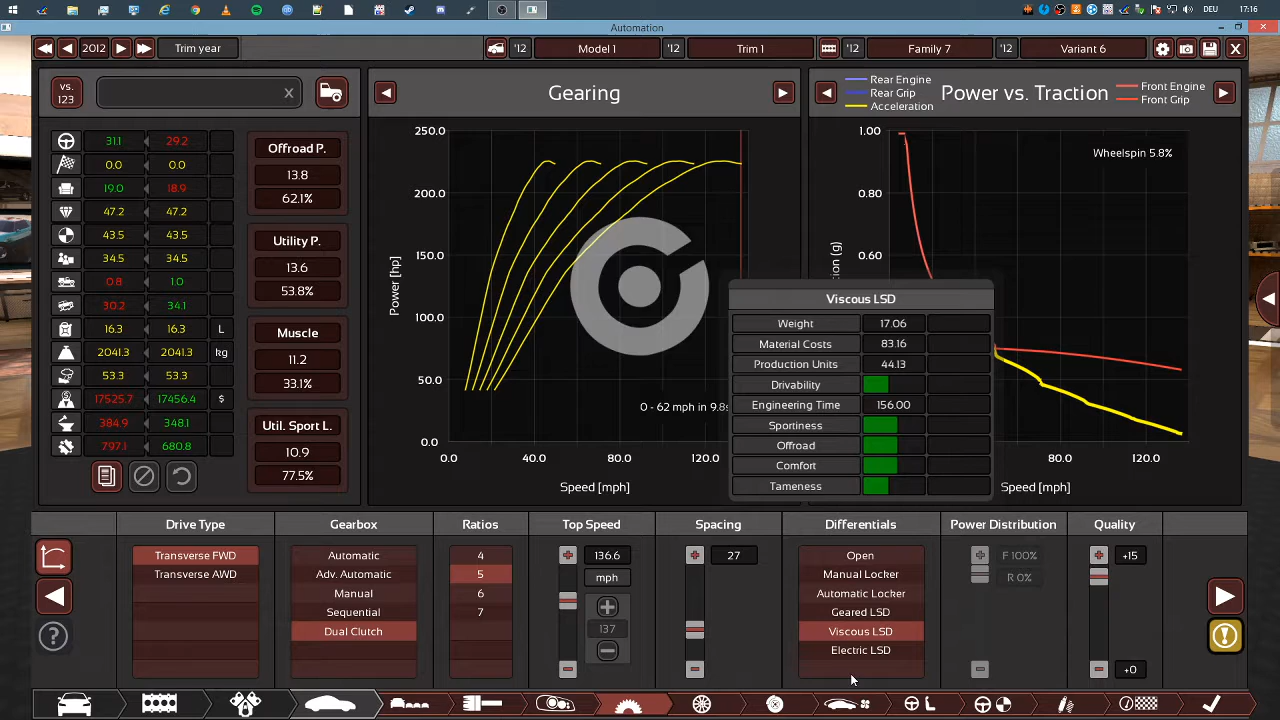 DEU 17:16
Automation
2012
Trim year
'12
Model 1
'12
Trim 1
'12
Family 7
'12
Variant 6
vs.
123
31.1 29.2
0.0 0.0
19.0 18.9
47.2 47.2
43.5 43.5
34.5 34.5
0.8 1.0
30.2 34.1
16.3 16.3 L
2041.3 2041.3 kg
53.3 53.3
17525.7 17456.4 $
384.9 348.1
797.1 680.8
Offroad P.
13.8
62.1%
Utility P.
13.6
53.8%
Muscle
11.2
33.1%
Util. Sport L.
10.9
77.5%
Gearing
250.0
200.0
150.0
100.0
50.0
0.0
Power [hp]
0 - 62 mph in 9.8s
0.0 40.0 80.0 120.0
Speed [mph]
Rear Engine
Rear Grip
Acceleration
Power vs. Traction
Front Engine
Front Grip
1.00
0.80
0.60
Wheelspin 5.8%
80.0 120.0
Speed [mph]
Viscous LSD
Weight 17.06
Material Costs 83.16
Production Units 44.13
Drivability
Engineering Time 156.00
Sportiness
Offroad
Comfort
Tameness
Drive Type
Transverse FWD
Transverse AWD
Gearbox
Automatic
Adv. Automatic
Manual
Sequential
Dual Clutch
Ratios
4
5
6
7
Top Speed
136.6
mph
137
Spacing
27
Differentials
Open
Manual Locker
Automatic Locker
Geared LSD
Viscous LSD
Electric LSD
Power Distribution
F 100%
R 0%
Quality
+15
+0